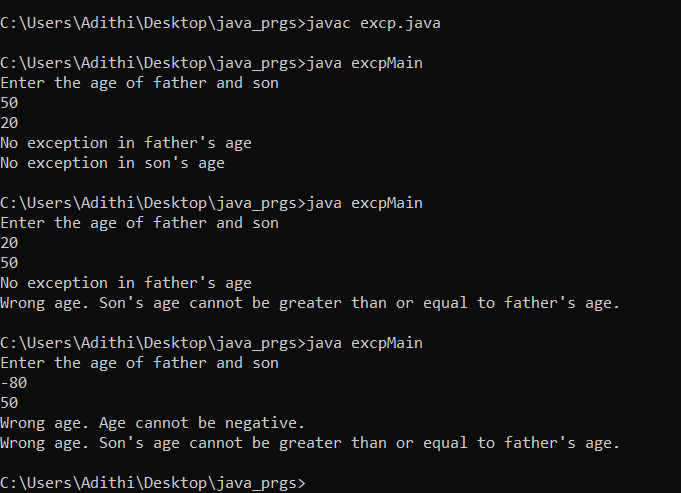 C:\Users\Adithi\Desktop\java_prgs>javac excp.java
C:\Users\Adithi\Desktop\java_prgs>java excpMain
Enter the age of father and son
50
20
No exception in father's age
No exception in son's age
C:\Users\Adithi\Desktop\java_prgs>java excpMain
Enter the age of father and son
20
50
No exception in father's age
Wrong age. Son's age cannot be greater than or equal to father's age.
C:\Users\Adithi\Desktop\java_prgs>java excpMain
Enter the age of father and son
-80
50
Wrong age. Age cannot be negative.
Wrong age. Son's age cannot be greater than or equal to father's age.
C:\Users\Adithi\Desktop\java_prgs>